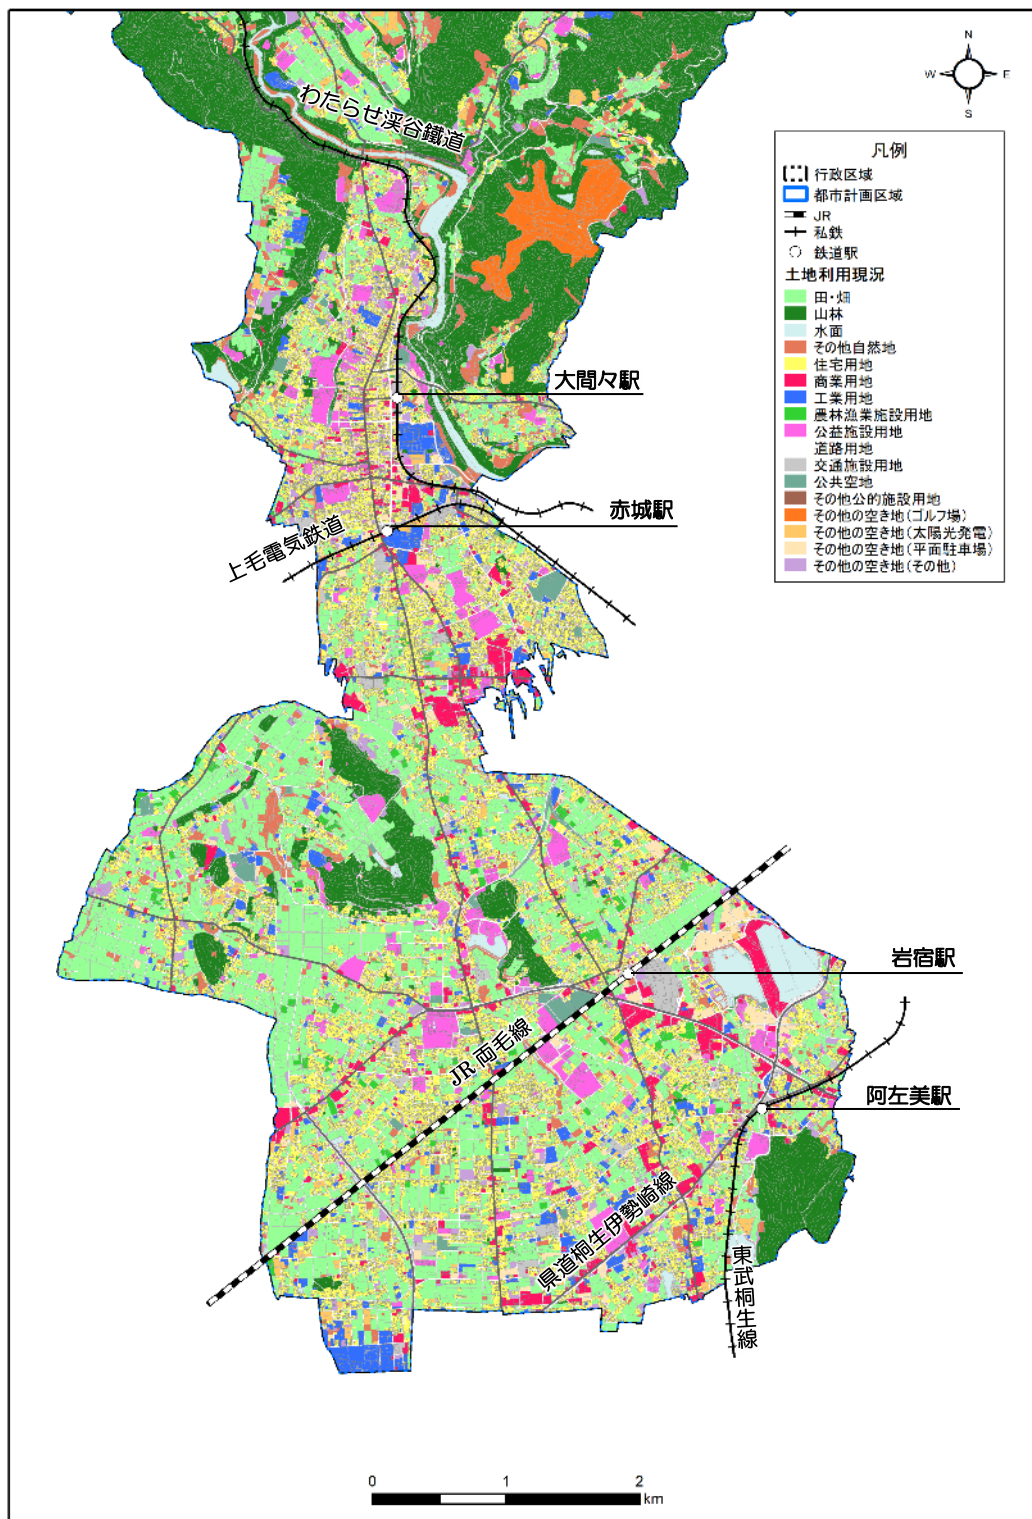 N
W
E
S
わたらせ渓谷鐵道
凡例
行政区域
都市計画区域
JR
私鉄
鉄道駅
土地利用現況
田・畑
山林
水面
その他自然地
住宅用地
商業用地
工業用地
農林漁業施設用地
公益施設用地
道路用地
交通施設用地
公共空地
その他公的施設用地
その他の空き地(ゴルフ場)
その他の空き地(太陽光発電)
その他の空き地(平面駐車場)
その他の空き地(その他)
大間々駅
赤城駅
上毛電気鉄道
岩宿駅
JR 両毛線
阿左美駅
県道桐生伊勢崎線
東武桐生線
0
1
2
km